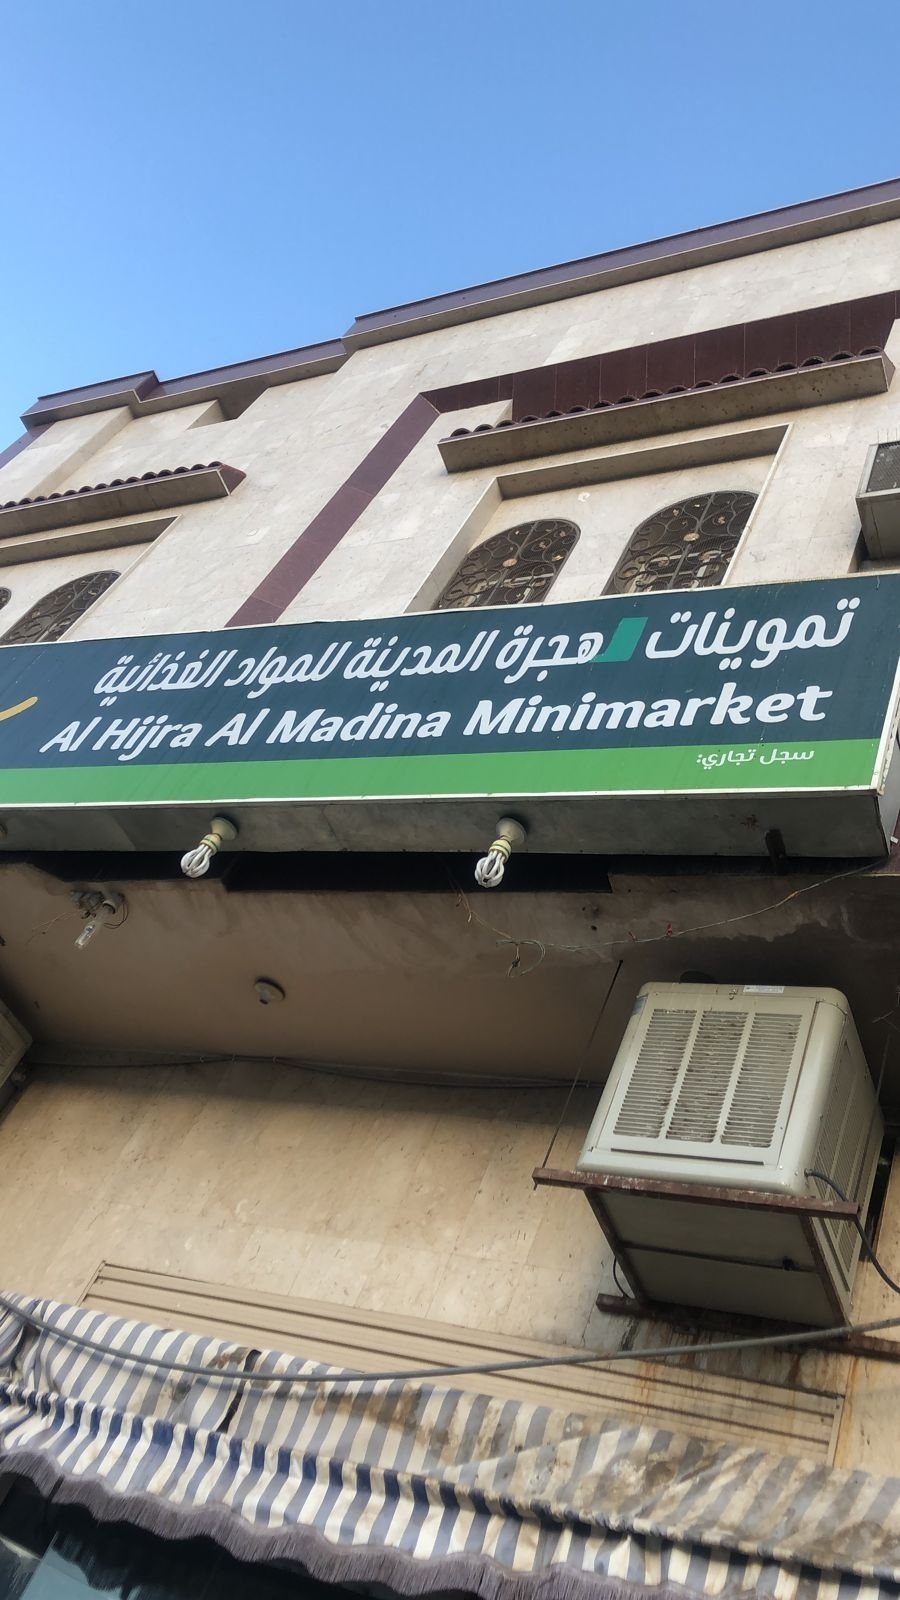 تموينات هجرة المدينة للمواد الغذائية
Al Hijra Al Madina Minimarket
سجل تجاري: